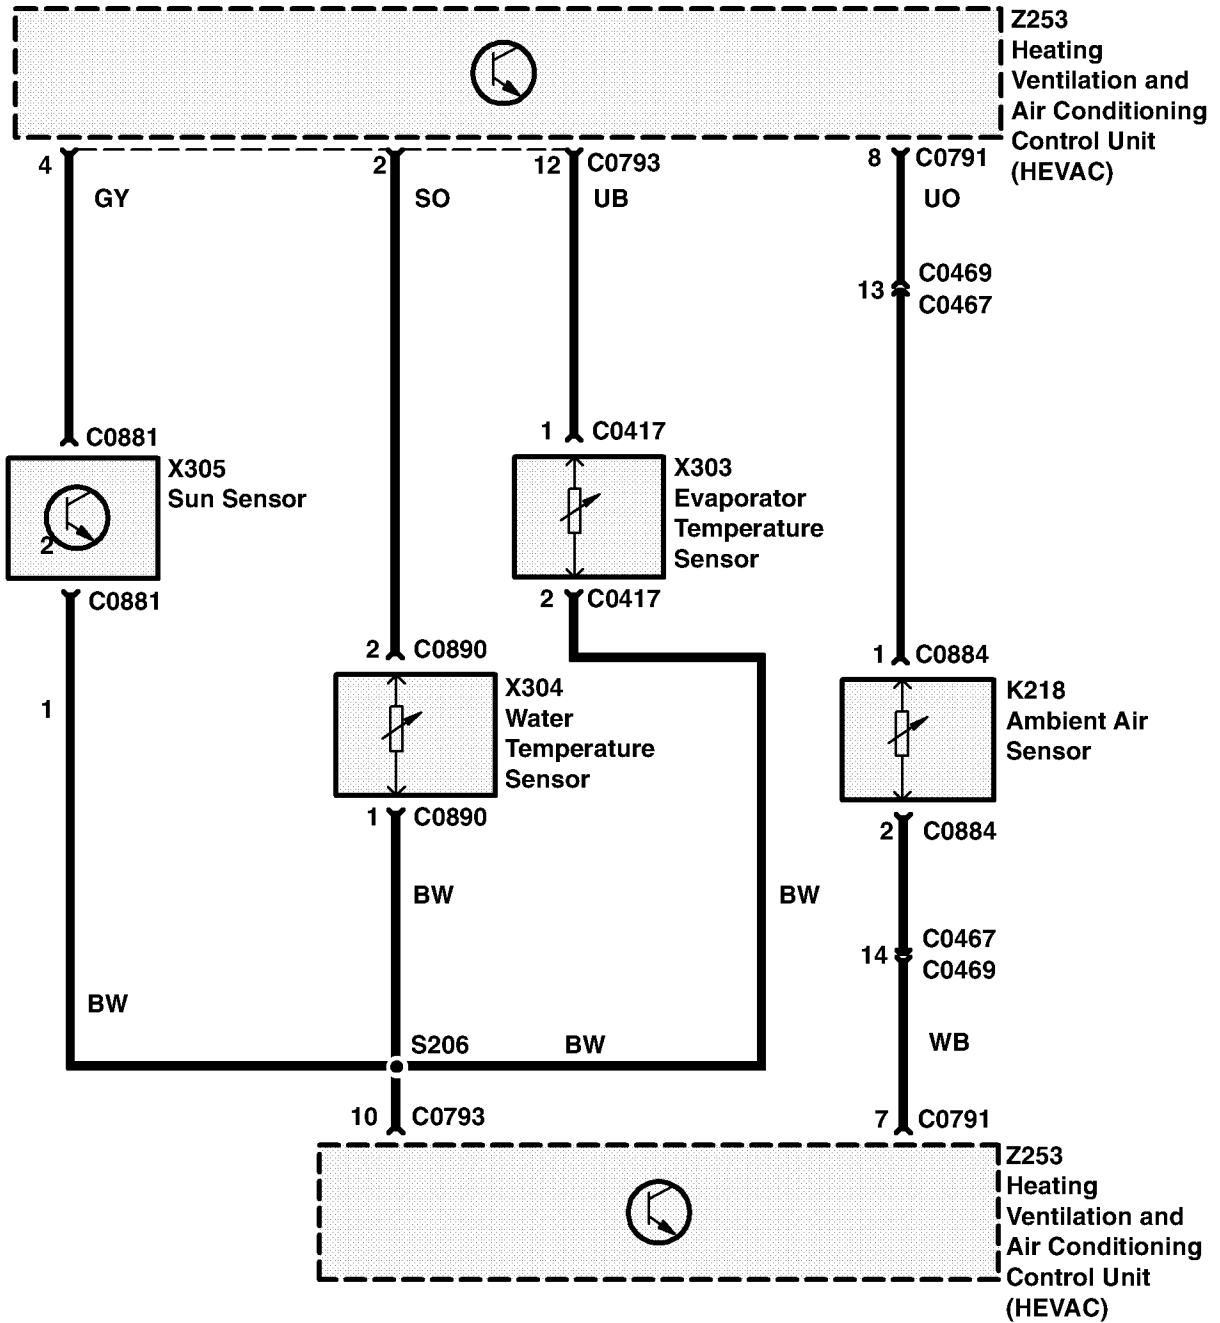 Z253
Heating
Ventilation and
Air Conditioning
Control Unit
(HEVAC)
4
2
12 C0793
8 C0791
GY
SO
UB
UO
13
C0469
C0467
C0881
1 C0417
X305
Sun Sensor
2
X303
Evaporator
Temperature
Sensor
C0881
2 C0417
2 C0890
1 C0884
1
X304
Water
Temperature
Sensor
K218
Ambient Air
Sensor
1 C0890
2 C0884
BW
BW
14
C0467
C0469
BW
S206
BW
WB
10 C0793
7 C0791
Z253
Heating
Ventilation and
Air Conditioning
Control Unit
(HEVAC)